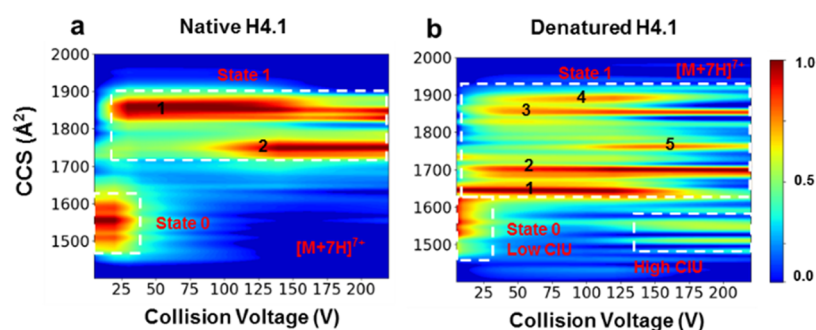 a
Native H4.1
2000
1900
1800
1700
1600
1500
CCS (Å²)
State 1
1
2
State 0
[M+7H]⁷⁺
25 50 75 100 125 150 175 200
Collision Voltage (V)
b
Denatured H4.1
2000
1900
1800
1700
1600
1500
State 1
[M+7H]⁷⁺
4
3
5
2
1
State 0
Low CIU
High CIU
25 50 75 100 125 150 175 200
Collision Voltage (V)
1.0
0.5
0.0